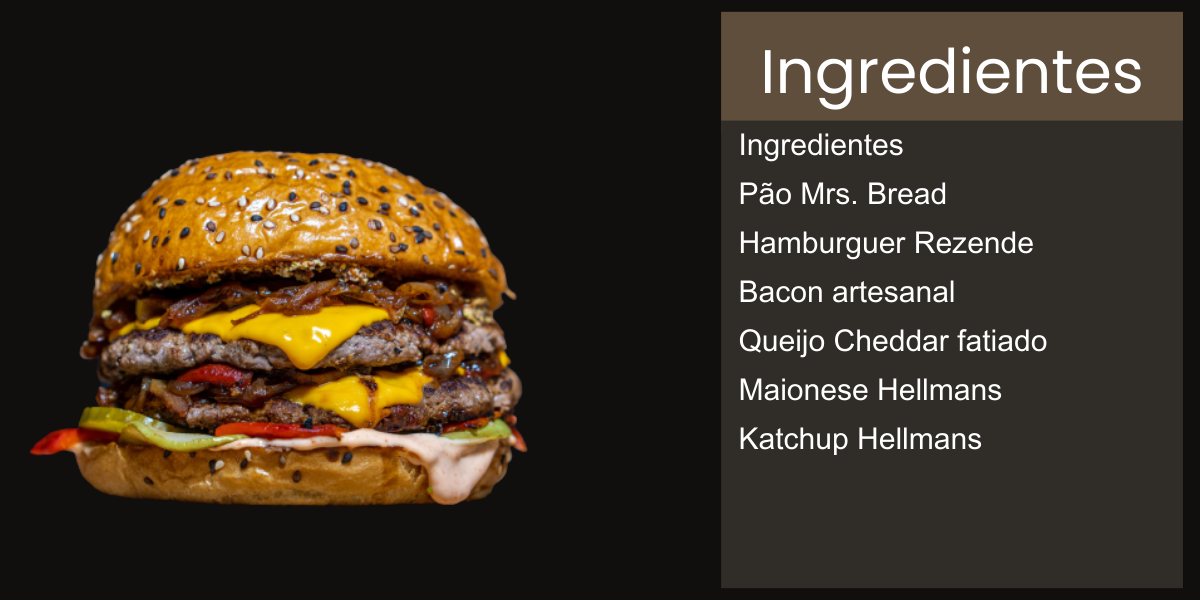 Ingredientes
Ingredientes
Pão Mrs. Bread
Hamburguer Rezende
Bacon artesanal
Queijo Cheddar fatiado
Maionese Hellmans
Katchup Hellmans